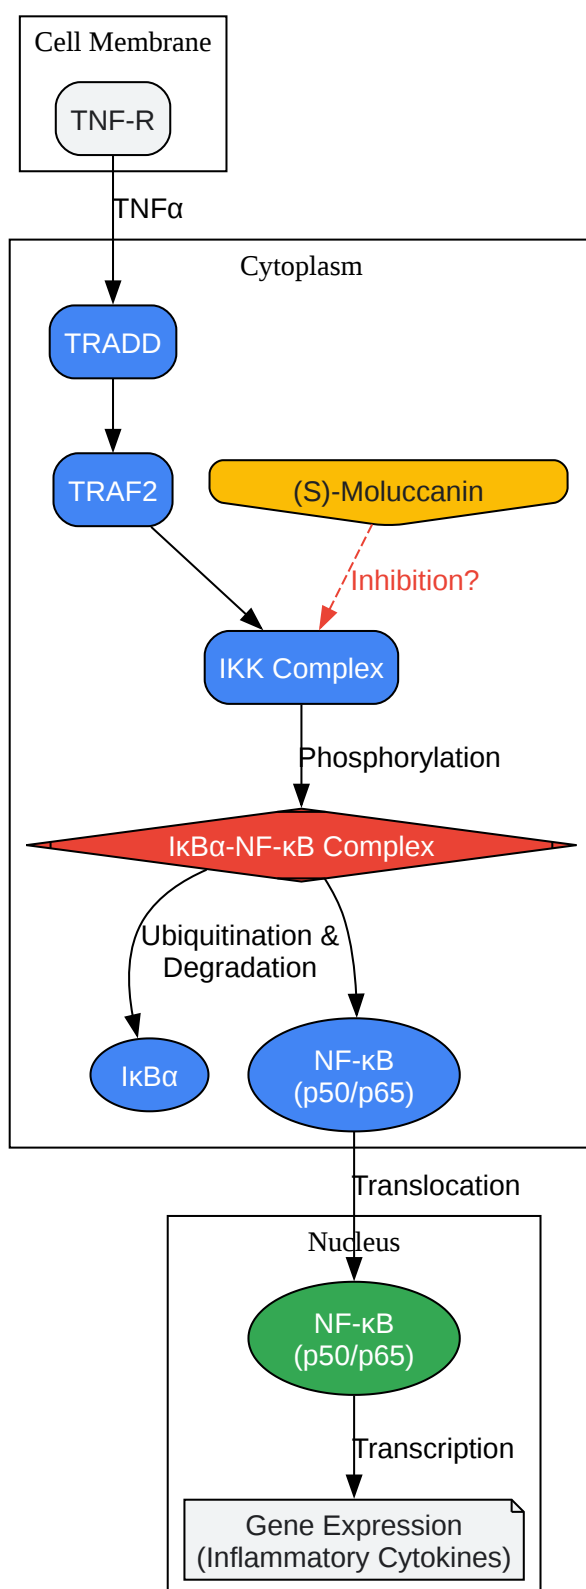 Cell Membrane
TNF-R
TNFα
Cytoplasm
TRADD
TRAF2
(S)-Moluccanin
Inhibition?
IKK Complex
Phosphorylation
IκBα-NF-κB Complex
Ubiquitination &
Degradation
IκBα
NF-κB
(p50/p65)
Translocation
Nucleus
NF-κB
(p50/p65)
Transcription
Gene Expression
(Inflammatory Cytokines)